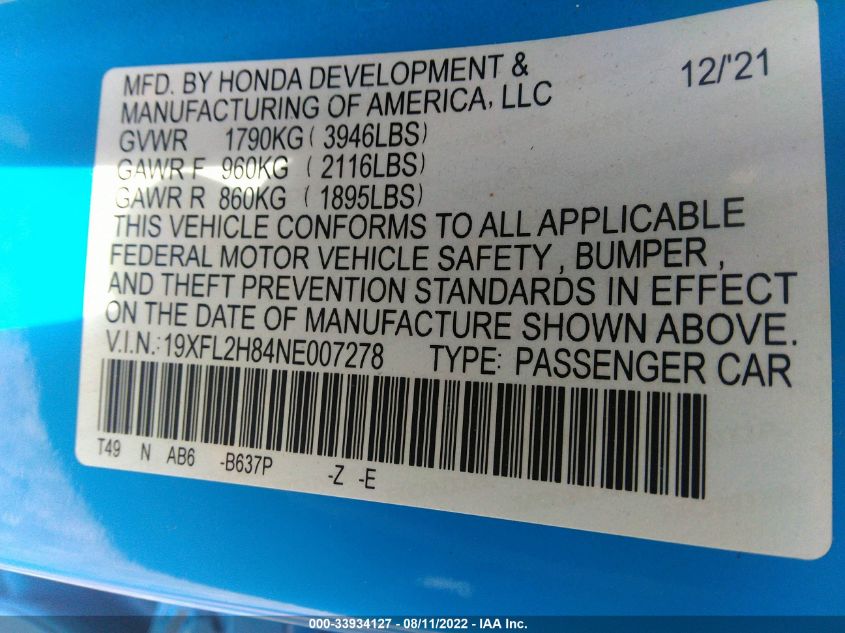 MFD. BY HONDA DEVELOPMENT & 12/'21
MANUFACTURING OF AMERICA, LLC
GVWR 1790KG ( 3946LBS)
GAWR F 960KG ( 2116LBS)
GAWR R 860KG ( 1895LBS)
THIS VEHICLE CONFORMS TO ALL APPLICABLE
FEDERAL MOTOR VEHICLE SAFETY , BUMPER ,
AND THEFT PREVENTION STANDARDS IN EFFECT
ON THE DATE OF MANUFACTURE SHOWN ABOVE.
V.I.N.: 19XFL2H84NE007278 TYPE: PASSENGER CAR
T49 N AB6 -B637P -Z -E
000-33934127 - 08/11/2022 - IAA Inc.